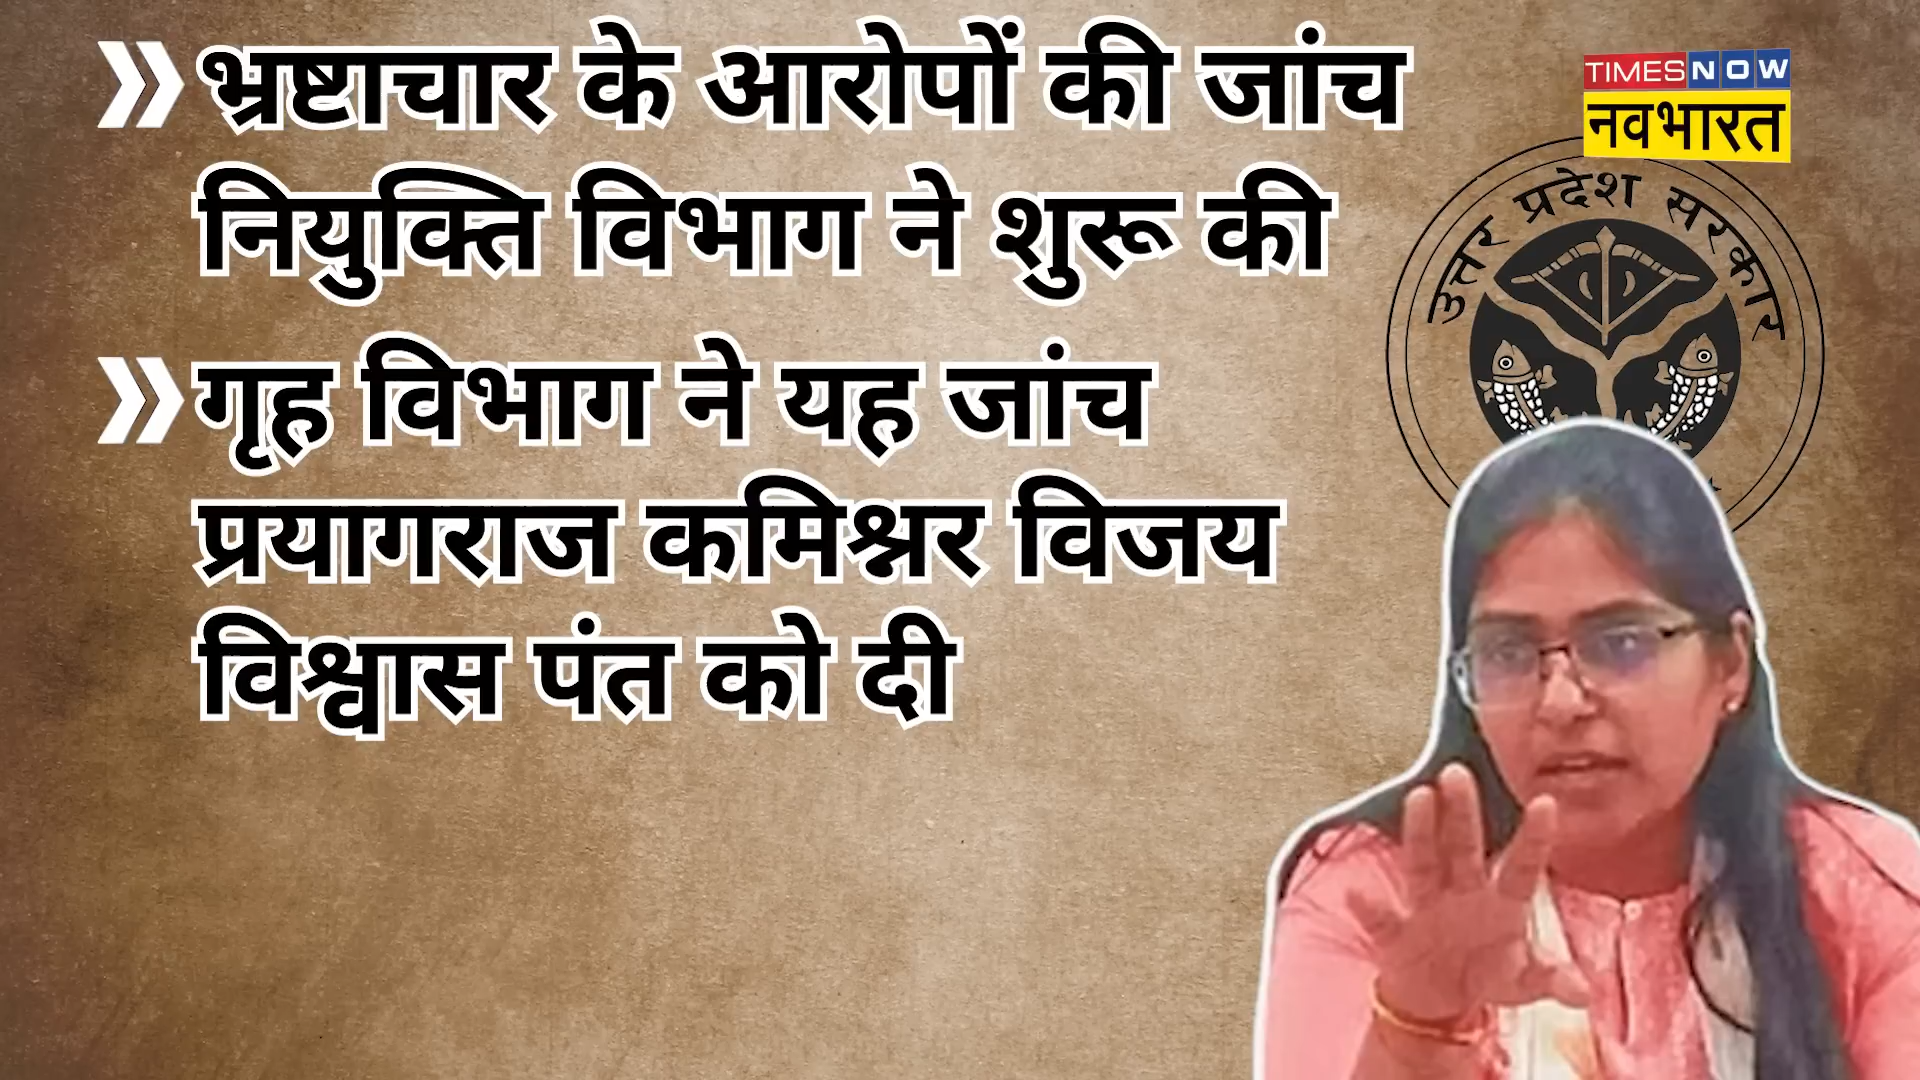 भ्रष्टाचार के आरोपों की जांच
नियुक्ति विभाग ने शुरू की
गृह विभाग ने यह जांच
प्रयागराज कमिश्नर विजय
विश्वास पंत को दी
TIMES NOW
नवभारत
उत्तर प्रदेश सरकार